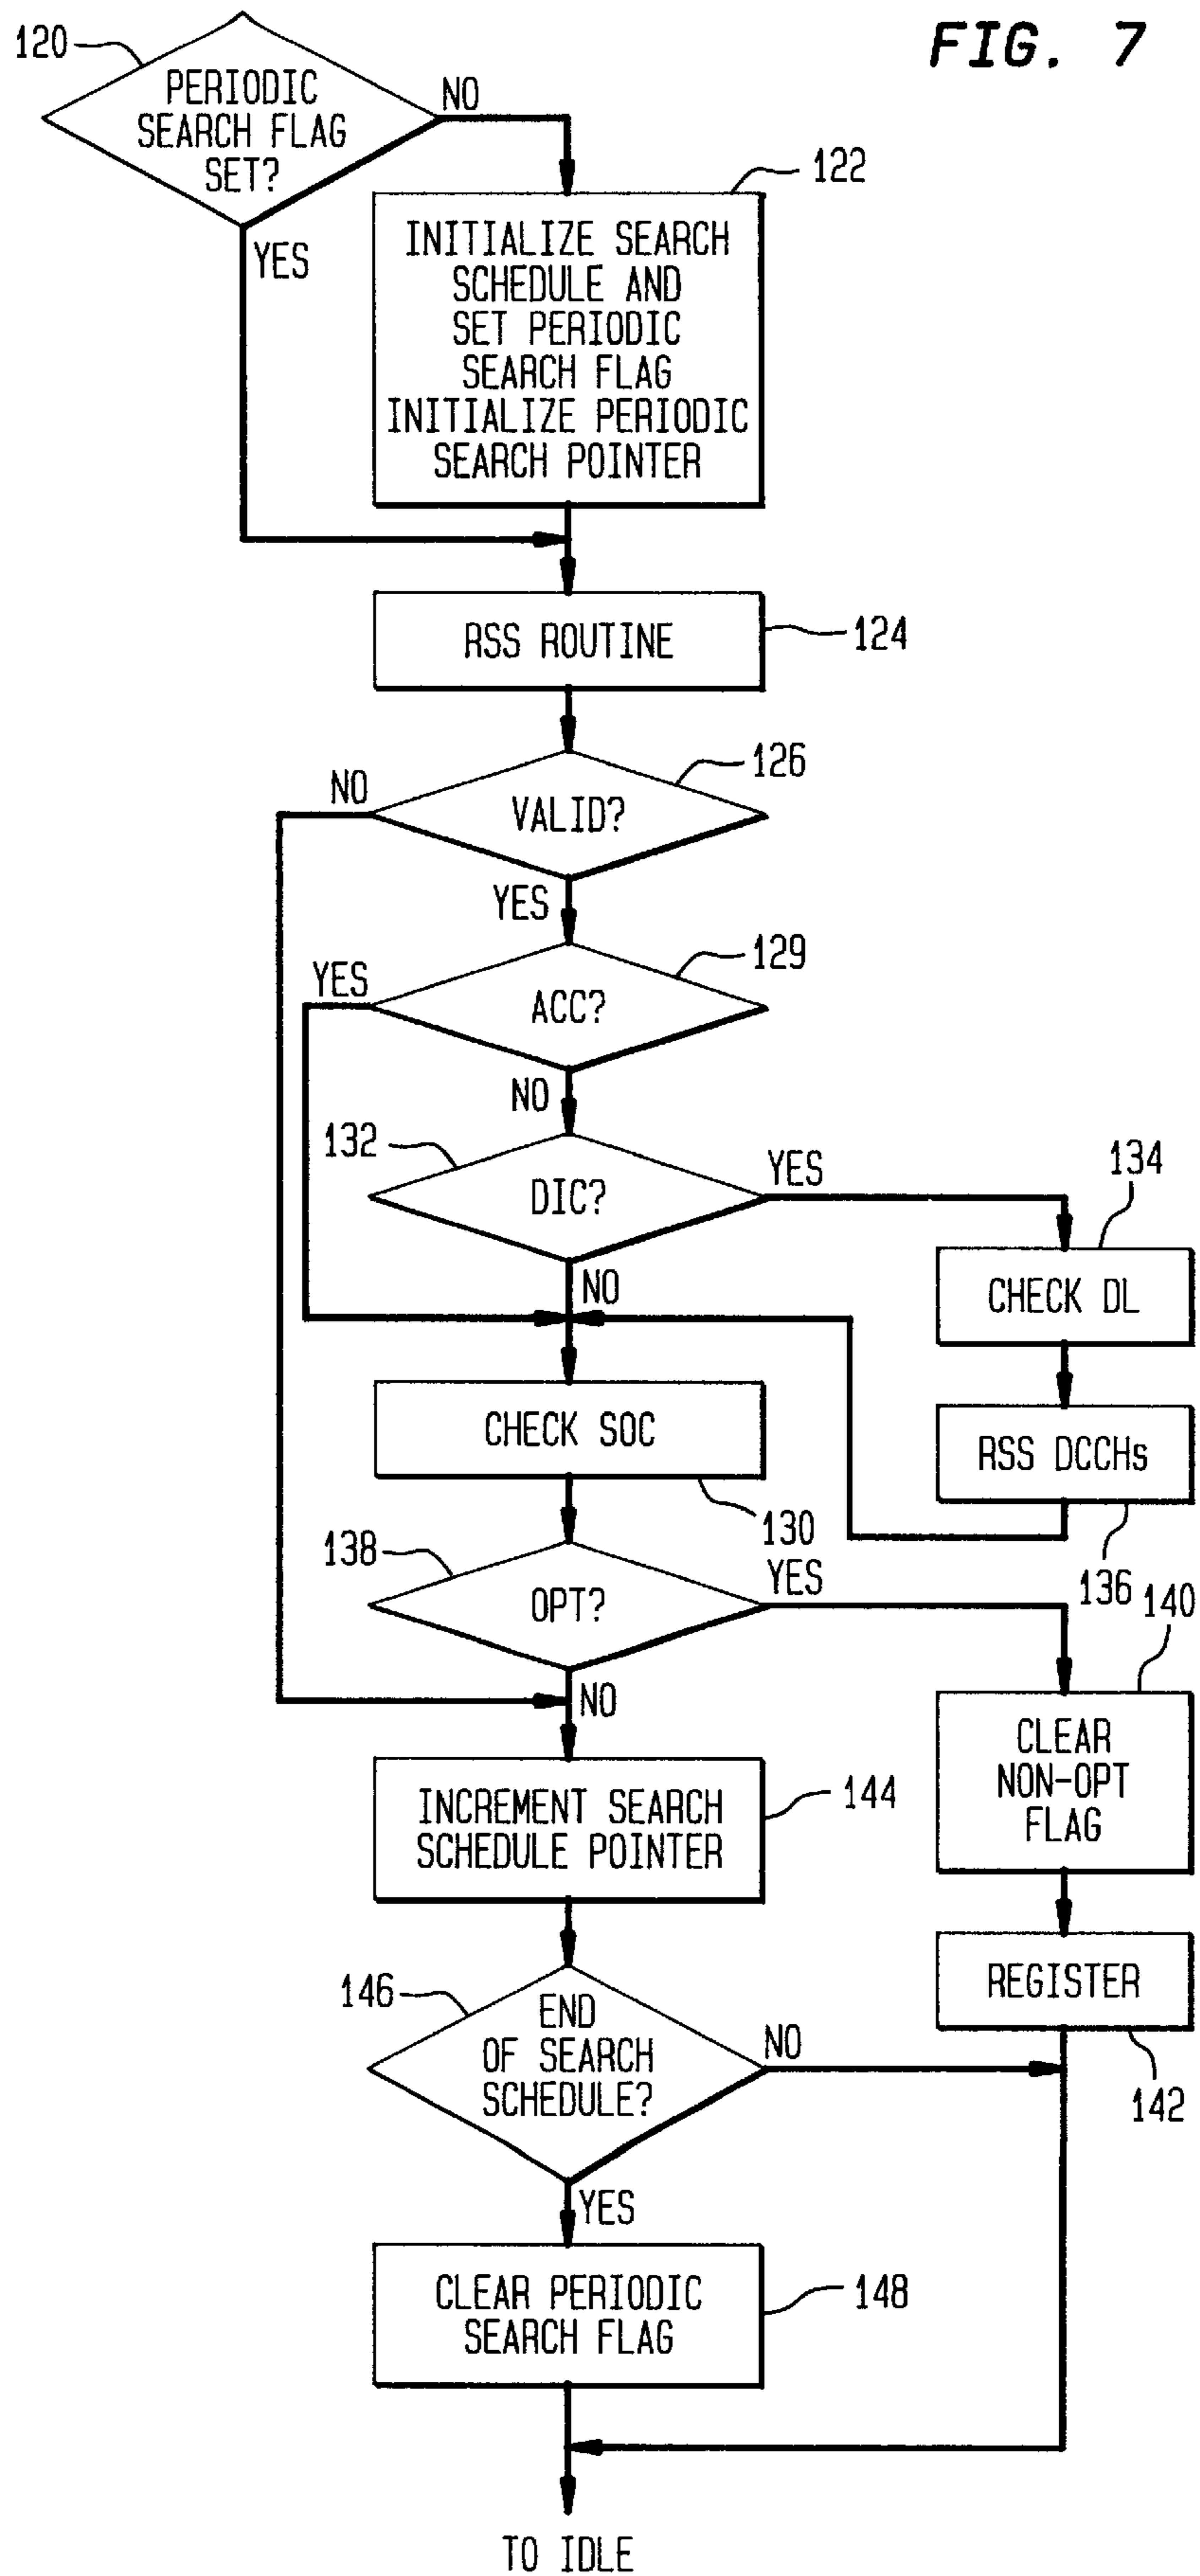 FIG. 7
120
PERIODIC
SEARCH FLAG
SET?
NO
YES
122
INITIALIZE SEARCH
SCHEDULE AND
SET PERIODIC
SEARCH FLAG
INITIALIZE PERIODIC
SEARCH POINTER
RSS ROUTINE
124
126
NO
VALID?
YES
129
YES
ACC?
NO
132
DIC?
YES
NO
134
CHECK DL
RSS DCCHs
136
CHECK SOC
130
138
OPT?
YES
NO
140
CLEAR
NON-OPT
FLAG
INCREMENT SEARCH
SCHEDULE POINTER
144
REGISTER
142
146
END
OF SEARCH
SCHEDULE?
NO
YES
CLEAR PERIODIC
SEARCH FLAG
148
TO IDLE